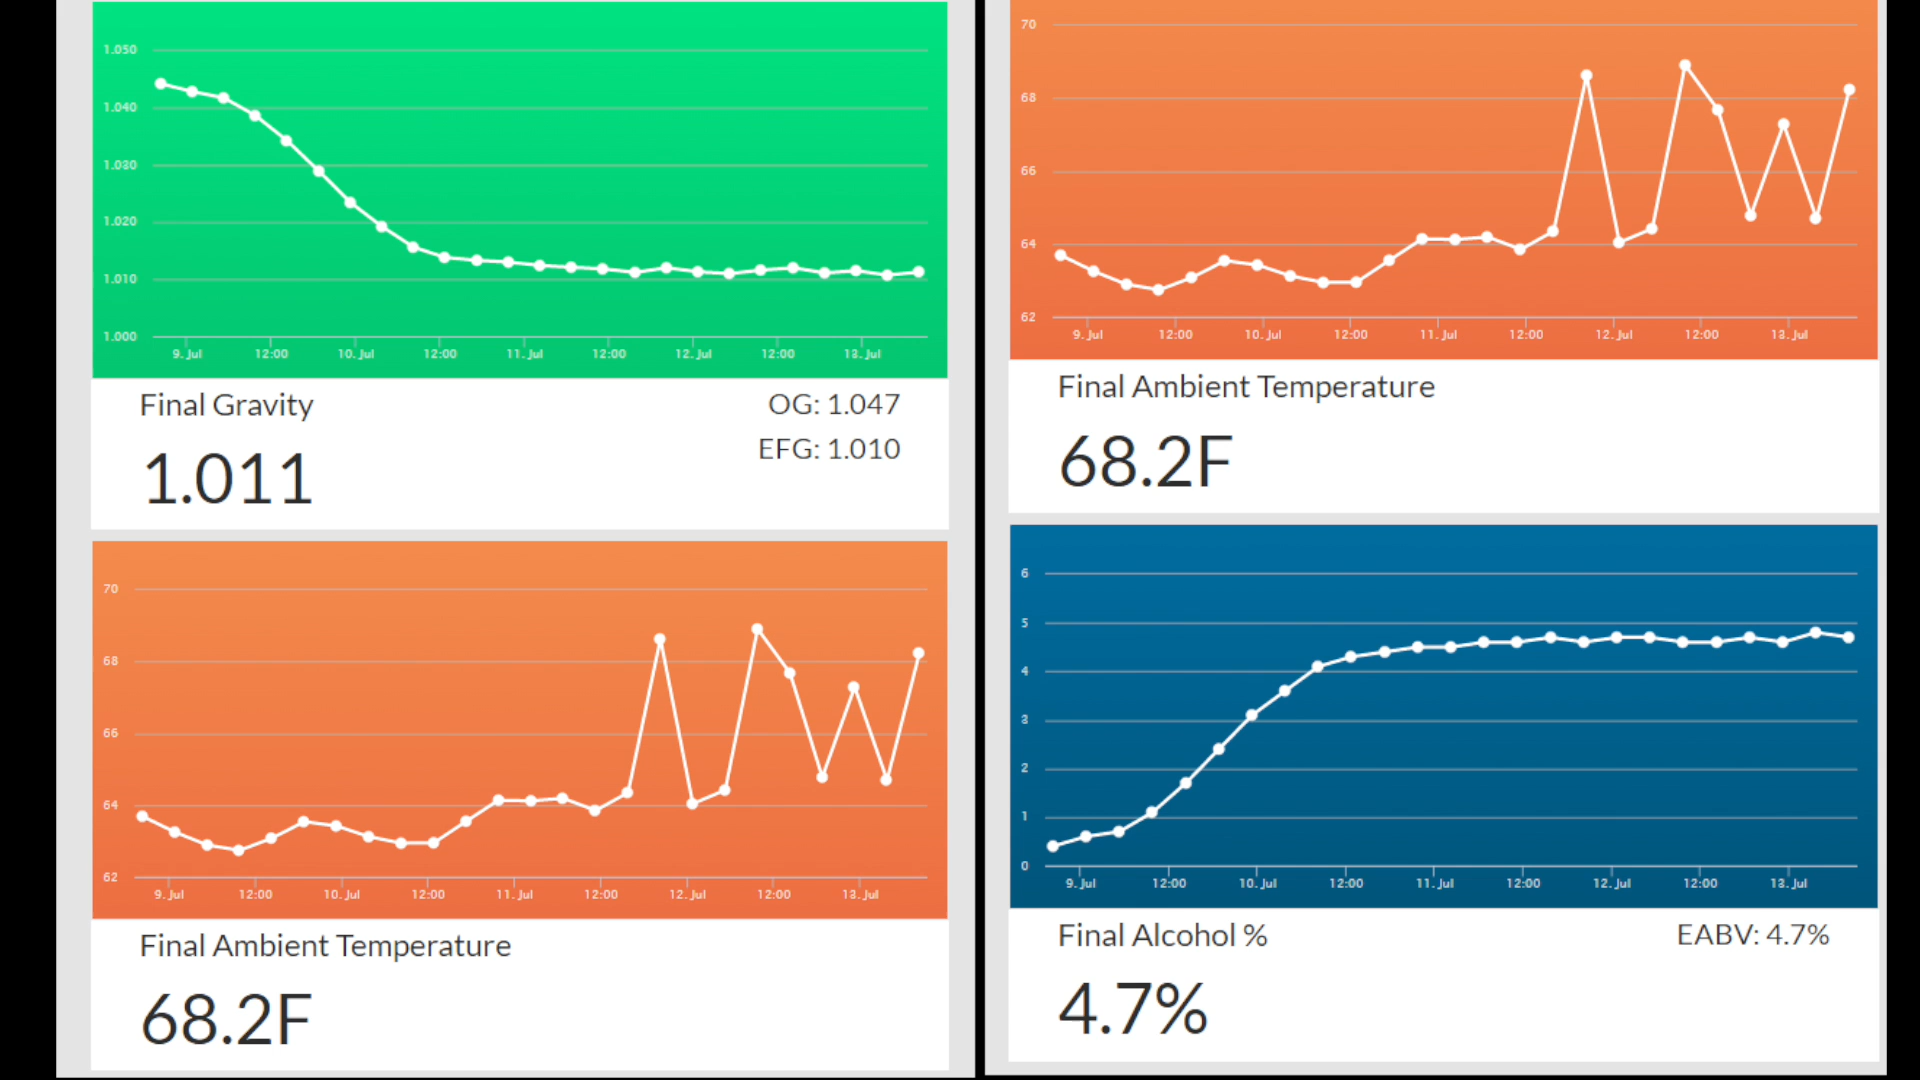 1.050
1.040
1.030
1.020
1.010
1.000
9. Jul 12:00 10. Jul 12:00 11. Jul 12:00 12. Jul 12:00 13. Jul
Final Gravity
OG: 1.047
EFG: 1.010
1.011
70
68
66
64
62
9. Jul 12:00 10. Jul 12:00 11. Jul 12:00 12. Jul 12:00 13. Jul
Final Ambient Temperature
68.2F
70
68
66
64
62
9. Jul 12:00 10. Jul 12:00 11. Jul 12:00 12. Jul 12:00 13. Jul
Final Ambient Temperature
68.2F
6
5
4
3
2
1
0
9. Jul 12:00 10. Jul 12:00 11. Jul 12:00 12. Jul 12:00 13. Jul
Final Alcohol %
EABV: 4.7%
4.7%